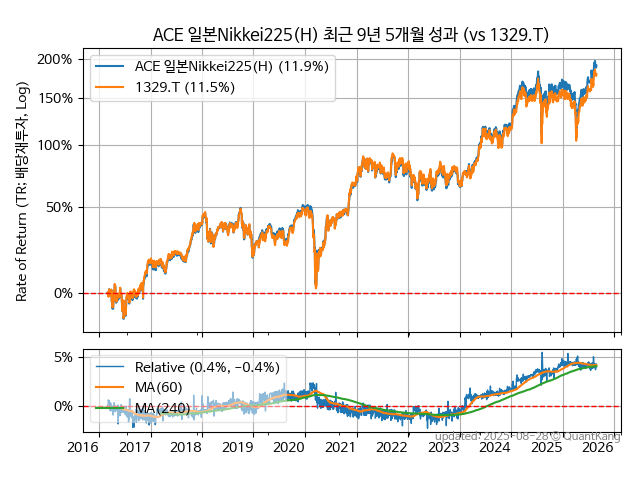 ACE 일본Nikkei225(H) 최근 9년 5개월 성과 (vs 1329.T)
200%
150%
100%
50%
0%
Rate of Return (TR: 배당재투자, Log)
ACE 일본Nikkei225(H) (11.9%)
1329.T (11.5%)
5%
0%
Relative (0.4%, −0.4%)
MA(60)
MA(240)
2016 2017 2018 2019 2020 2021 2022 2023 2024 2025 2026
updated: 2025-08-28 © QuantKang